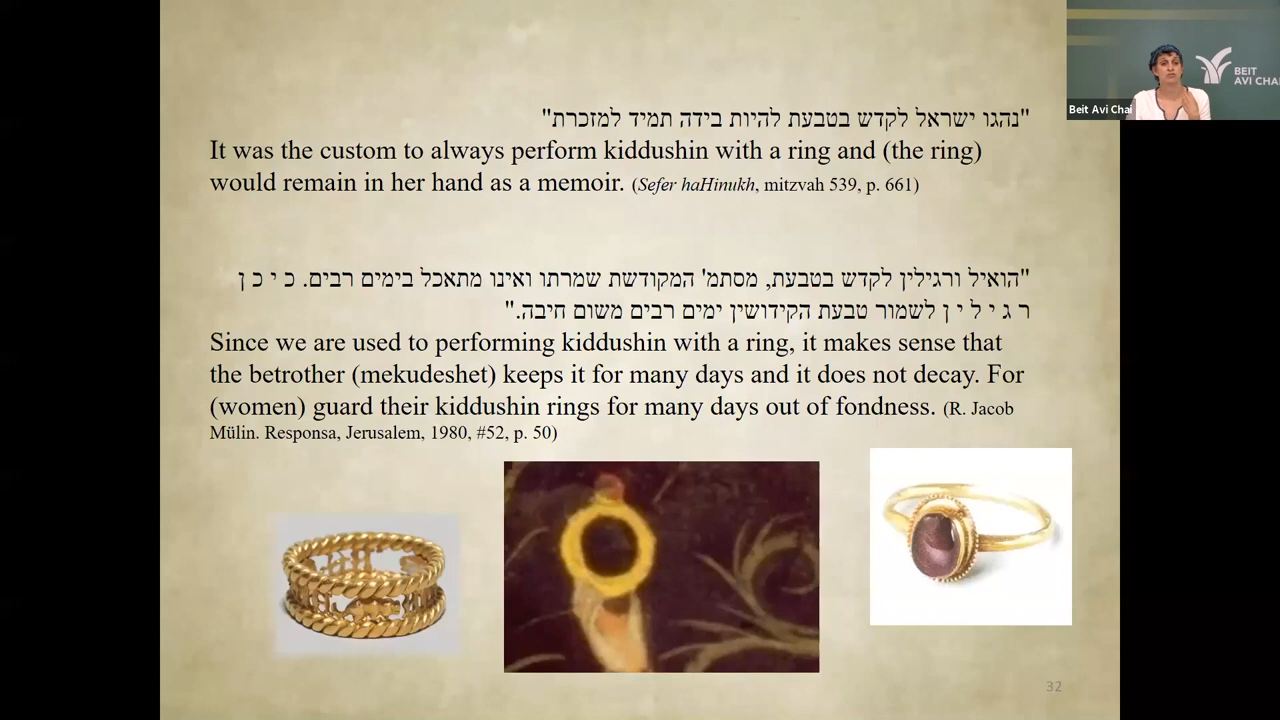 "נהגו ישראל לקדש בטבעת להיות בידה תמיד למזכרת"
It was the custom to always perform kiddushin with a ring and (the ring)
would remain in her hand as a memoir. (Sefer haHinukh, mitzvah 539, p. 661)
"הואיל ורגילין לקדש בטבעת, מסתמ' המקודשת שמרתו ואינו מתאכל בימים רבים. כ י כ ן
ר ג י ל י ן לשמור טבעת הקידושין ימים רבים משום חיבה."
Since we are used to performing kiddushin with a ring, it makes sense that
the betrother (mekudeshet) keeps it for many days and it does not decay. For
(women) guard their kiddushin rings for many days out of fondness. (R. Jacob
Mülin. Responsa, Jerusalem, 1980, #52, p. 50)
32
BEIT
AVI CHAI
Beit Avi Chai